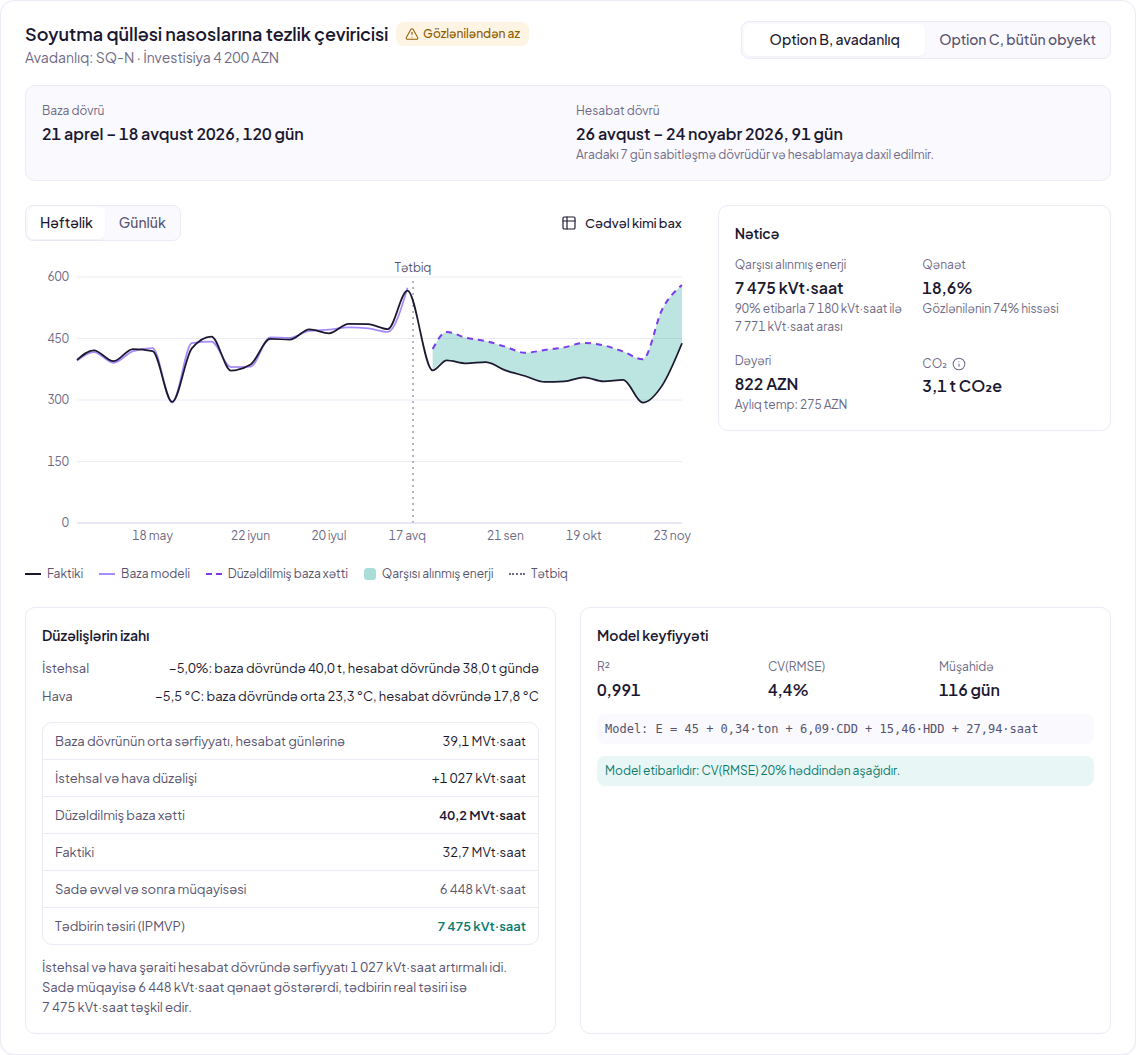 Soyutma qülləsi nasoslarına tezlik çeviricisi
Gözləniləndən az
Avadanlıq: SQ-N · İnvestisiya 4 200 AZN
Option B, avadanlıq
Option C, bütün obyekt
Baza dövrü
21 aprel – 18 avqust 2026, 120 gün
Hesabat dövrü
26 avqust – 24 noyabr 2026, 91 gün
Aradakı 7 gün sabitləşmə dövrüdür və hesablamaya daxil edilmir.
Həftəlik
Günlük
Cədvəl kimi bax
Tətbiq
600
450
300
150
0
18 may
22 iyun
20 iyul
17 avq
21 sen
19 okt
23 noy
Faktiki
Baza modeli
Düzəldilmiş baza xətti
Qarşısı alınmış enerji
Tətbiq
Nəticə
Qarşısı alınmış enerji
7 475 kVt·saat
90% etibarla 7 180 kVt·saat ilə
7 771 kVt·saat arası
Qənaət
18,6%
Gözlənilənin 74% hissəsi
Dəyəri
822 AZN
Aylıq temp: 275 AZN
CO₂
3,1 t CO₂e
Düzəlişlərin izahı
İstehsal
−5,0%: baza dövründə 40,0 t, hesabat dövründə 38,0 t gündə
Hava
−5,5 °C: baza dövründə orta 23,3 °C, hesabat dövründə 17,8 °C
Baza dövrünün orta sərfiyyatı, hesabat günlərinə
39,1 MVt·saat
İstehsal və hava düzəlişi
+1 027 kVt·saat
Düzəldilmiş baza xətti
40,2 MVt·saat
Faktiki
32,7 MVt·saat
Sadə əvvəl və sonra müqayisəsi
6 448 kVt·saat
Tədbirin təsiri (IPMVP)
7 475 kVt·saat
İstehsal və hava şəraiti hesabat dövründə sərfiyyatı 1 027 kVt·saat artırmalı idi.
Sadə müqayisə 6 448 kVt·saat qənaət göstərərdi, tədbirin real təsiri isə
7 475 kVt·saat təşkil edir.
Model keyfiyyəti
R²
0,991
CV(RMSE)
4,4%
Müşahidə
116 gün
Model: E = 45 + 0,34·ton + 6,09·CDD + 15,46·HDD + 27,94·saat
Model etibarlıdır: CV(RMSE) 20% həddindən aşağıdır.